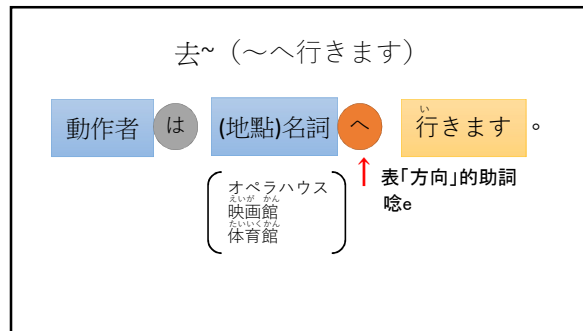 去~（～へ行きます）
い
動作者 は (地點)名詞 へ 行きます。
表「方向」的助詞
唸e
オペラハウス
えいが かん
映画館
たいいくかん
体育館